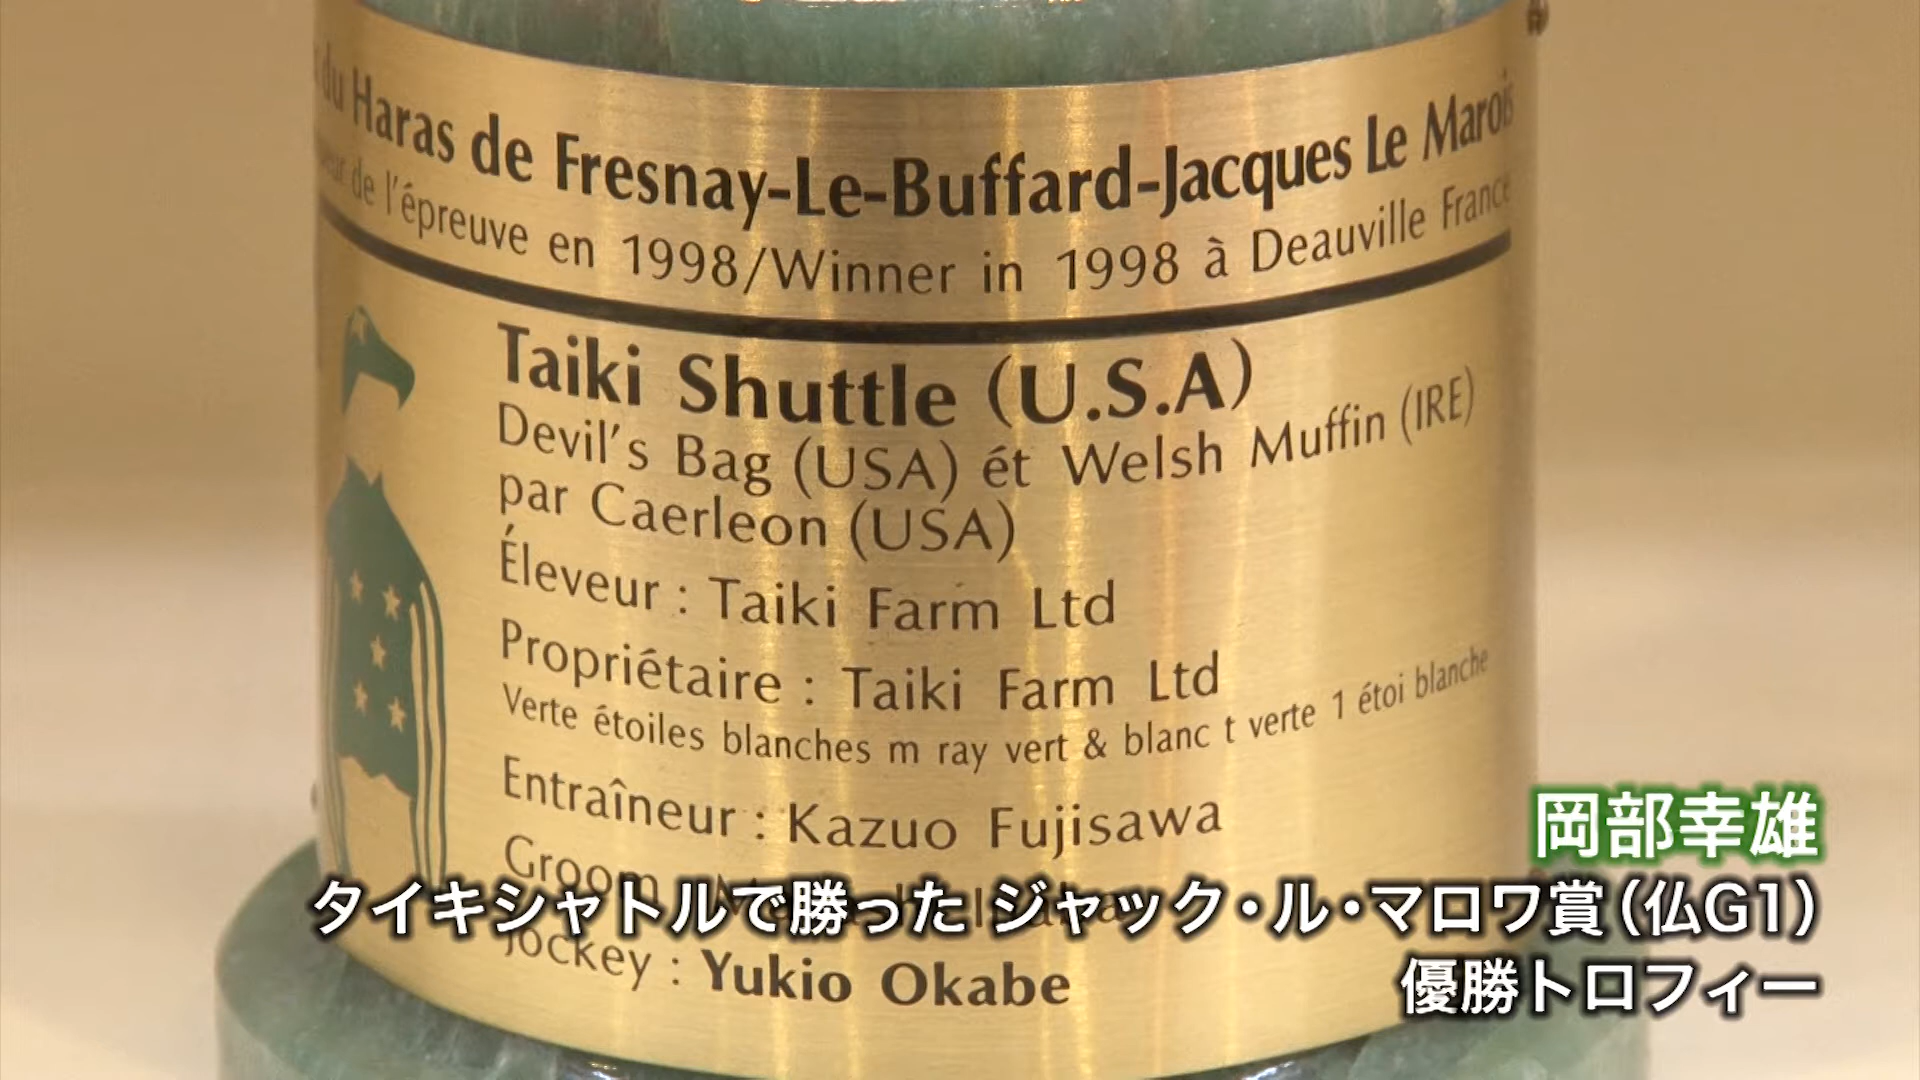 du Haras de Fresnay-Le-Buffard-Jacques Le Marois
de l'épreuve en 1998/Winner in 1998 à Deauville France
Taiki Shuttle (U.S.A)
Devil's Bag (USA) ét Welsh Muffin (IRE)
par Caerleon (USA)
Éleveur : Taiki Farm Ltd
Propriétaire : Taiki Farm Ltd
Verte étoiles blanches m ray vert & blanc t verte 1 étoi blanche
Entraîneur : Kazuo Fujisawa
Groom
Jockey : Yukio Okabe
岡部幸雄
タイキシャトルで勝った ジャック・ル・マロワ賞（仏G1）
優勝トロフィー